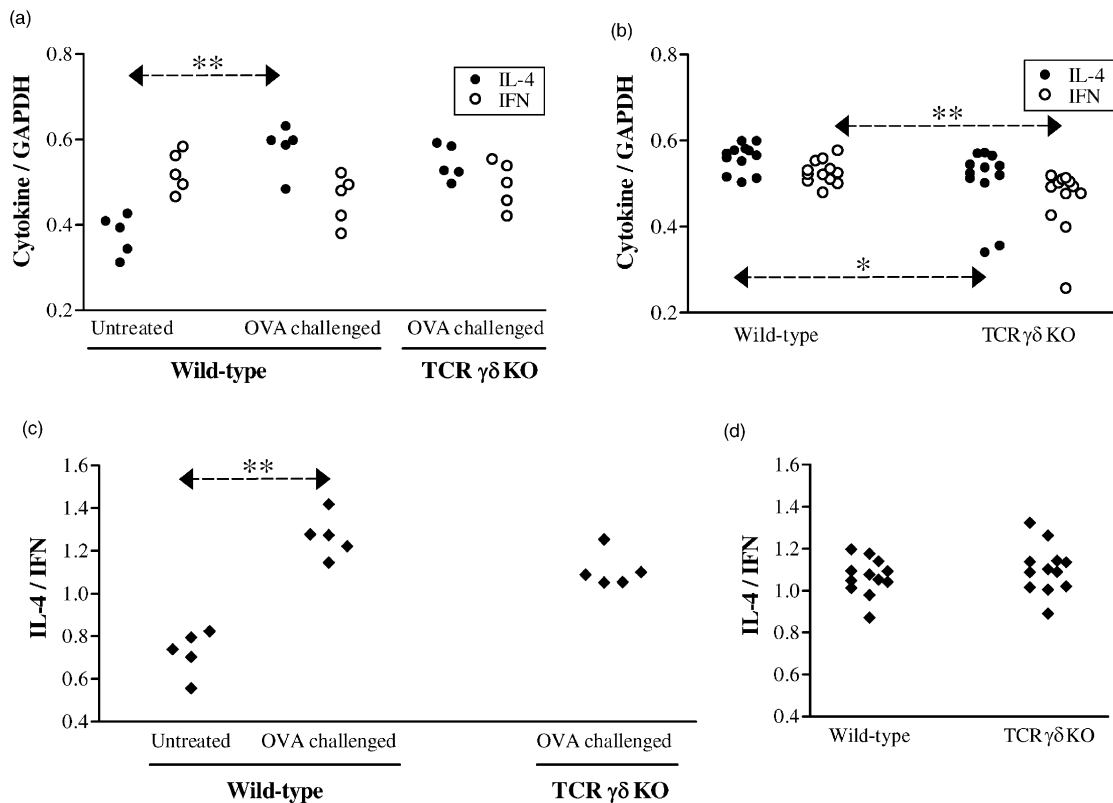 (a)
0.8
0.6
0.4
0.2
Cytokine / GAPDH
**
IL-4
IFN
Untreated
OVA challenged
OVA challenged
Wild-type
TCR γδ KO
(b)
0.8
0.6
0.4
0.2
Cytokine / GAPDH
IL-4
IFN
**
*
Wild-type
TCR γδ KO
(c)
1.6
1.4
1.2
1.0
0.8
0.6
0.4
IL-4 / IFN
**
Untreated
OVA challenged
OVA challenged
Wild-type
TCR γδ KO
(d)
1.6
1.4
1.2
1.0
0.8
0.6
0.4
IL-4 / IFN
Wild-type
TCR γδ KO